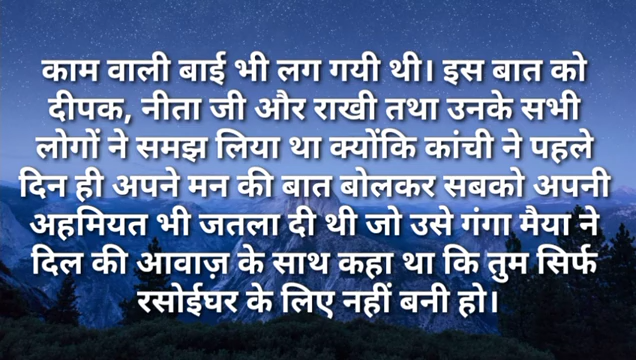 काम वाली बाई भी लग गयी थी। इस बात को
दीपक, नीता जी और राखी तथा उनके सभी
लोगों ने समझ लिया था क्योंकि कांची ने पहले
दिन ही अपने मन की बात बोलकर सबको अपनी
अहमियत भी जतला दी थी जो उसे गंगा मैया ने
दिल की आवाज़ के साथ कहा था कि तुम सिर्फ
रसोईघर के लिए नहीं बनी हो।